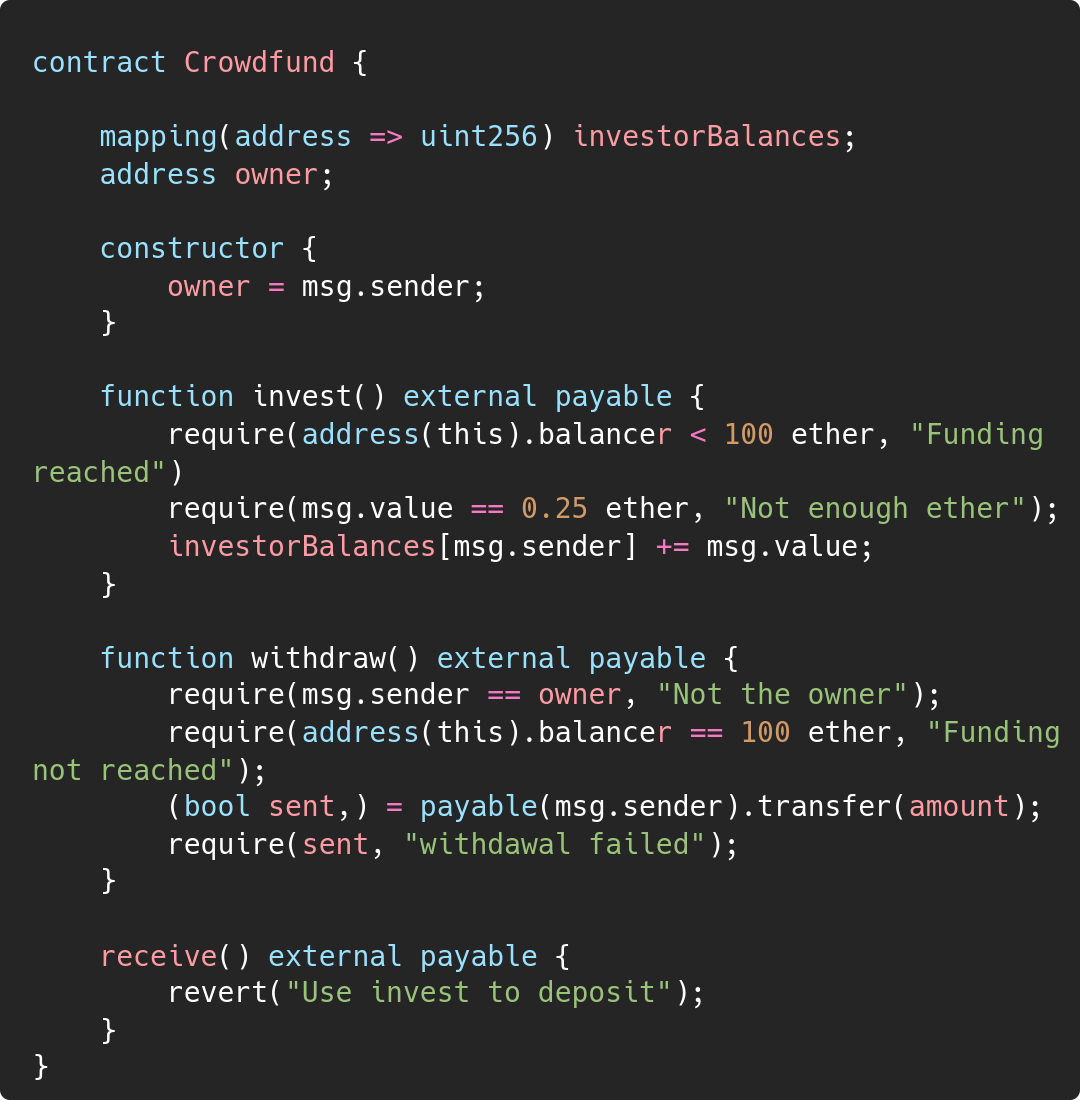 contract Crowdfund {
mapping(address => uint256) investorBalances;
address owner;
constructor {
owner = msg.sender;
}
function invest() external payable {
require(address(this).balancer < 100 ether, "Funding
reached")
require(msg.value == 0.25 ether, "Not enough ether");
investorBalances[msg.sender] += msg.value;
}
function withdraw() external payable {
require(msg.sender == owner, "Not the owner");
require(address(this).balancer == 100 ether, "Funding
not reached");
(bool sent,) = payable(msg.sender).transfer(amount);
require(sent, "withdawal failed");
}
receive() external payable {
revert("Use invest to deposit");
}
}